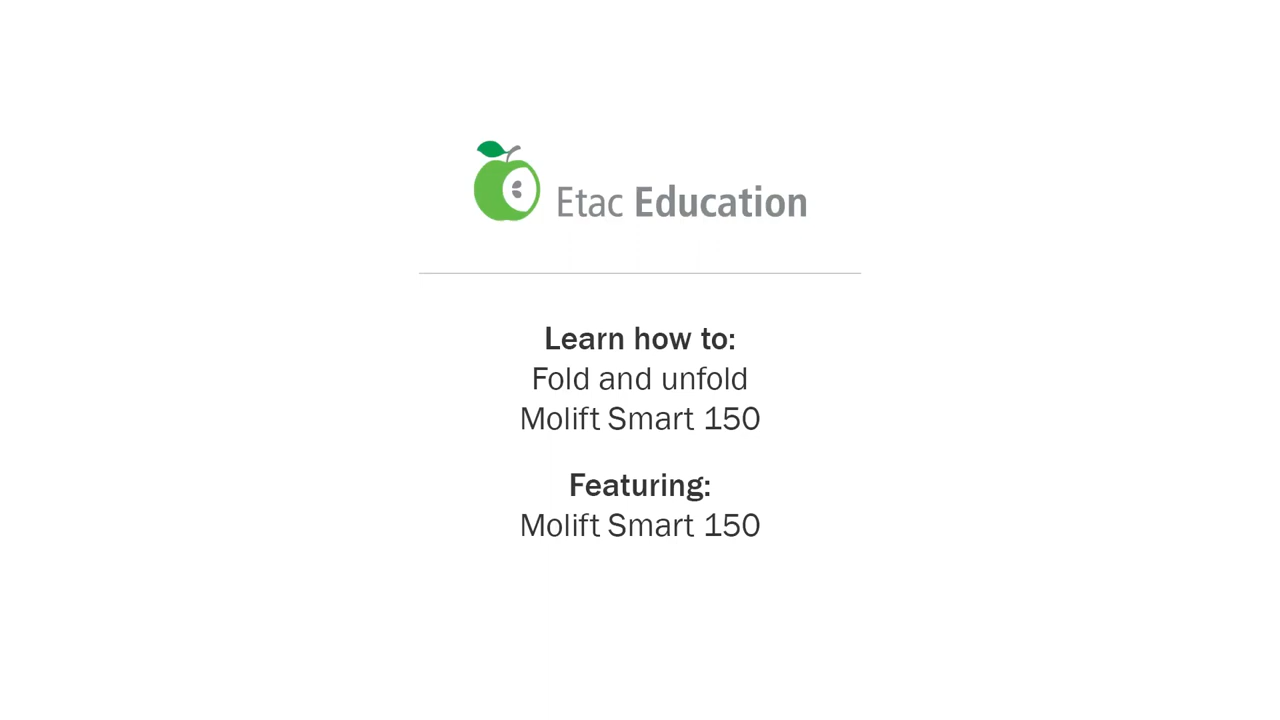 Etac Education
Learn how to:
Fold and unfold
Molift Smart 150
Featuring:
Molift Smart 150